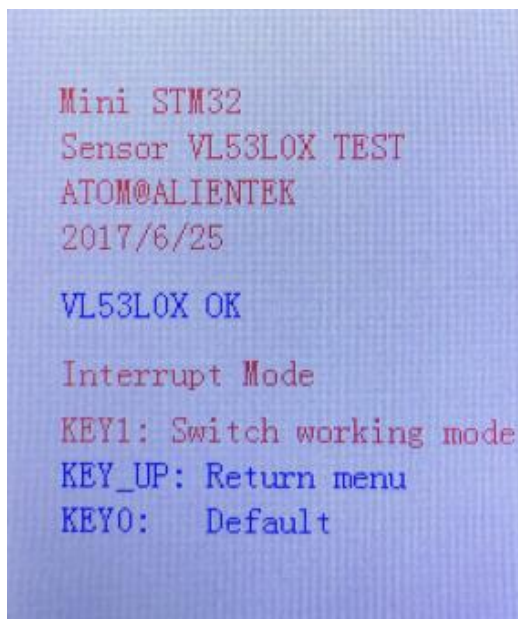 Mini STM32
Sensor VL53L0X TEST
ATOM@ALIENTEK
2017/6/25
VL53L0X OK
Interrupt Mode
KEY1: Switch working mode
KEY_UP: Return menu
KEY0: Default